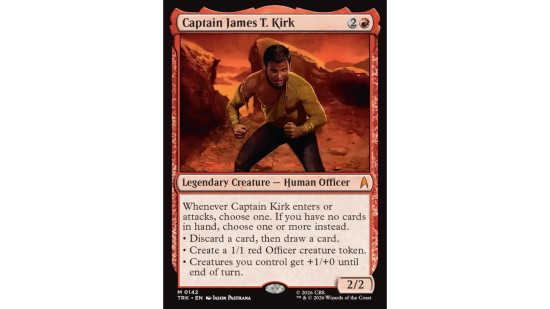 Captain James T. Kirk 2
Legendary Creature — Human Officer
Whenever Captain Kirk enters or
attacks, choose one. If you have no cards
in hand, choose one or more instead.
• Discard a card, then draw a card.
• Create a 1/1 red Officer creature token.
• Creatures you control get +1/+0 until
end of turn.
2/2
M 0142
TRK • EN Jason Pastrana
© 2026 CBS.
™ & © 2026 Wizards of the Coast